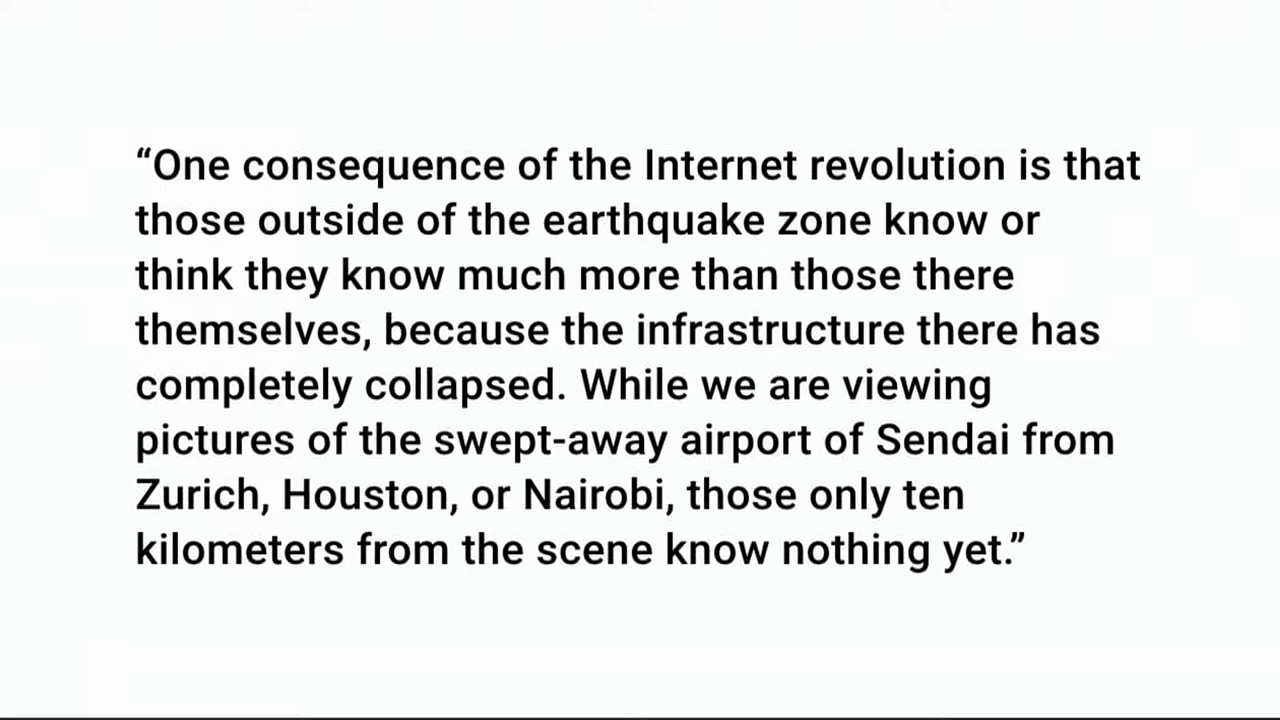 “One consequence of the Internet revolution is that
those outside of the earthquake zone know or
think they know much more than those there
themselves, because the infrastructure there has
completely collapsed. While we are viewing
pictures of the swept-away airport of Sendai from
Zurich, Houston, or Nairobi, those only ten
kilometers from the scene know nothing yet.”